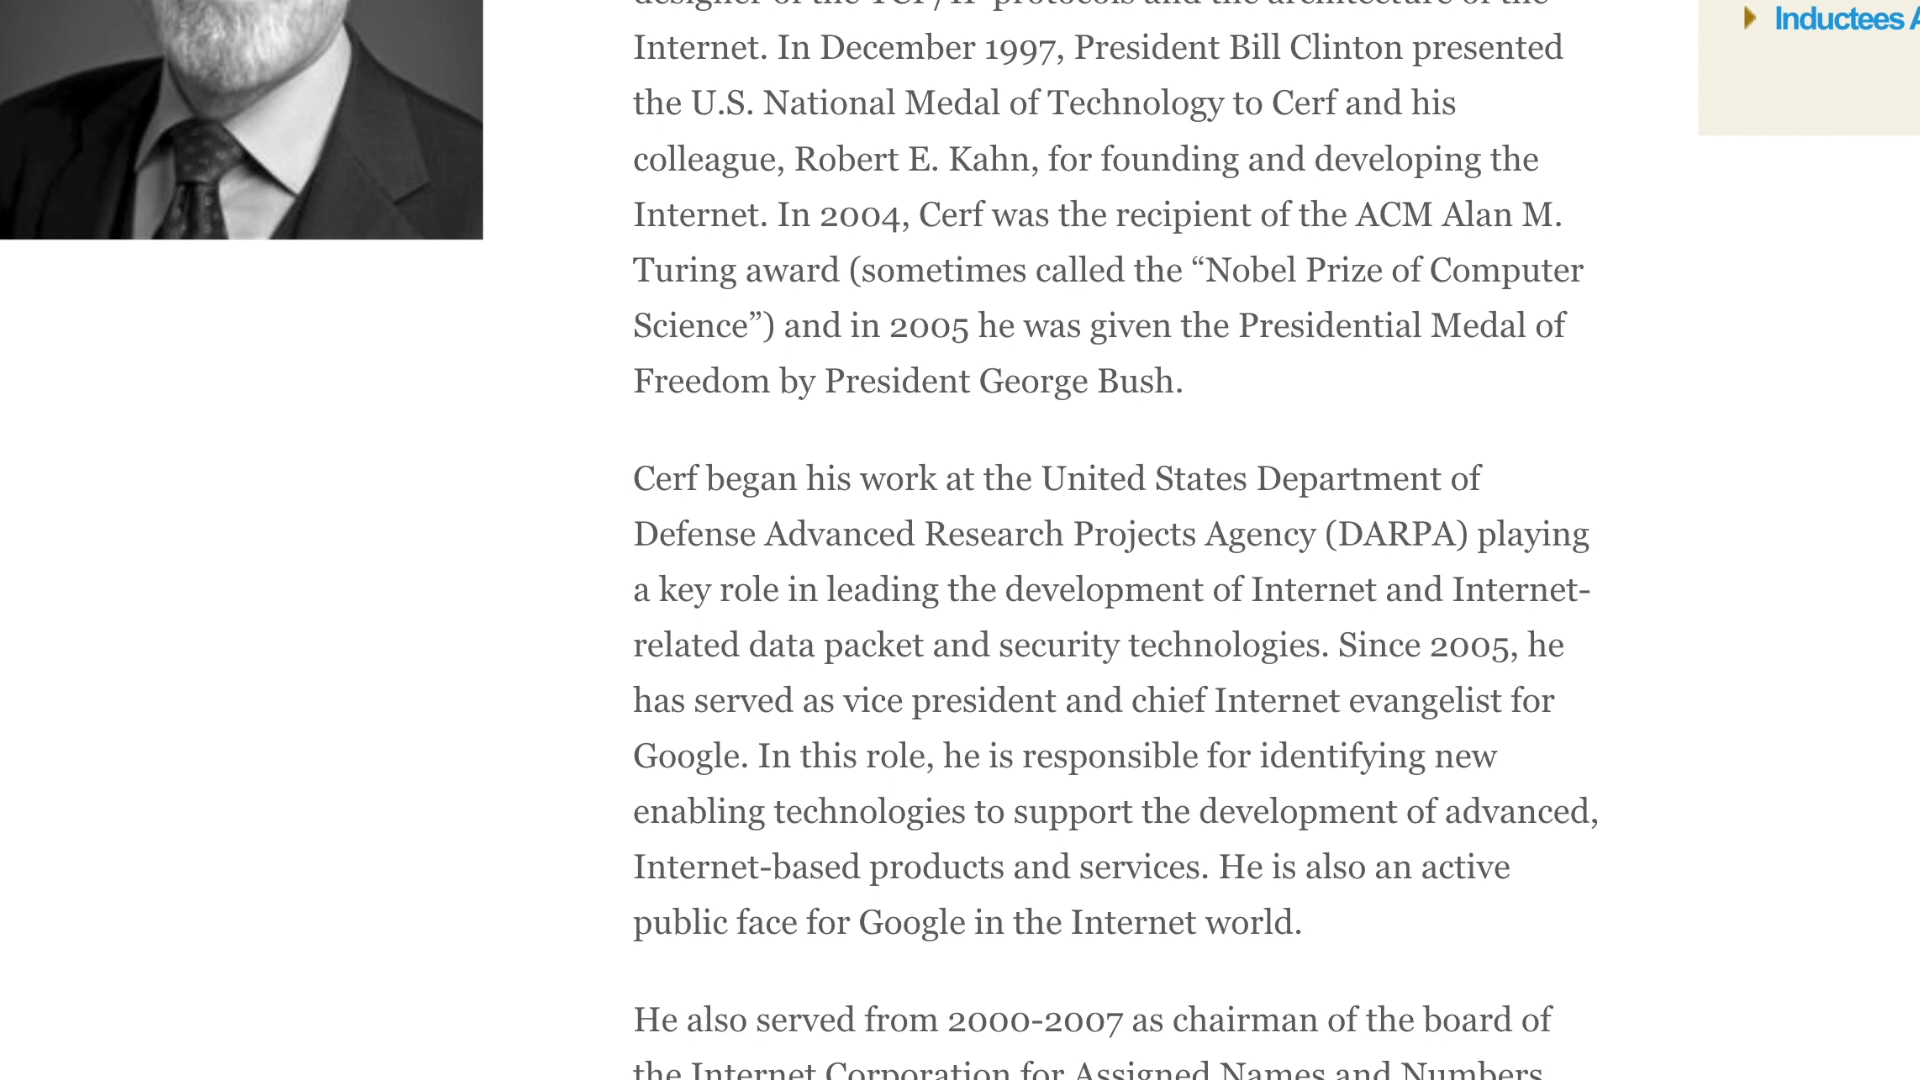 designer of the TCP/IP protocols and the architecture of the
Internet. In December 1997, President Bill Clinton presented
the U.S. National Medal of Technology to Cerf and his
colleague, Robert E. Kahn, for founding and developing the
Internet. In 2004, Cerf was the recipient of the ACM Alan M.
Turing award (sometimes called the “Nobel Prize of Computer
Science”) and in 2005 he was given the Presidential Medal of
Freedom by President George Bush.
Cerf began his work at the United States Department of
Defense Advanced Research Projects Agency (DARPA) playing
a key role in leading the development of Internet and Internet-
related data packet and security technologies. Since 2005, he
has served as vice president and chief Internet evangelist for
Google. In this role, he is responsible for identifying new
enabling technologies to support the development of advanced,
Internet-based products and services. He is also an active
public face for Google in the Internet world.
He also served from 2000-2007 as chairman of the board of
the Internet Corporation for Assigned Names and Numbers
Inductees